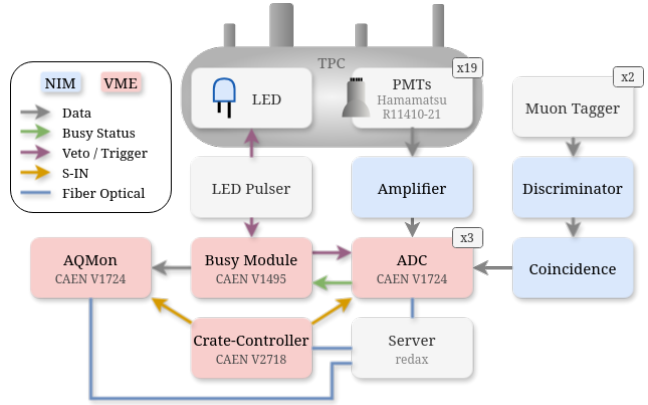 TPC
x19
LED
PMTs
Hamamatsu
R11410-21
x2
Muon Tagger
NIM
VME
Data
Busy Status
Veto / Trigger
S-IN
Fiber Optical
LED Pulser
Amplifier
Discriminator
x3
AQMon
CAEN V1724
Busy Module
CAEN V1495
ADC
CAEN V1724
Coincidence
Crate-Controller
CAEN V2718
Server
redax